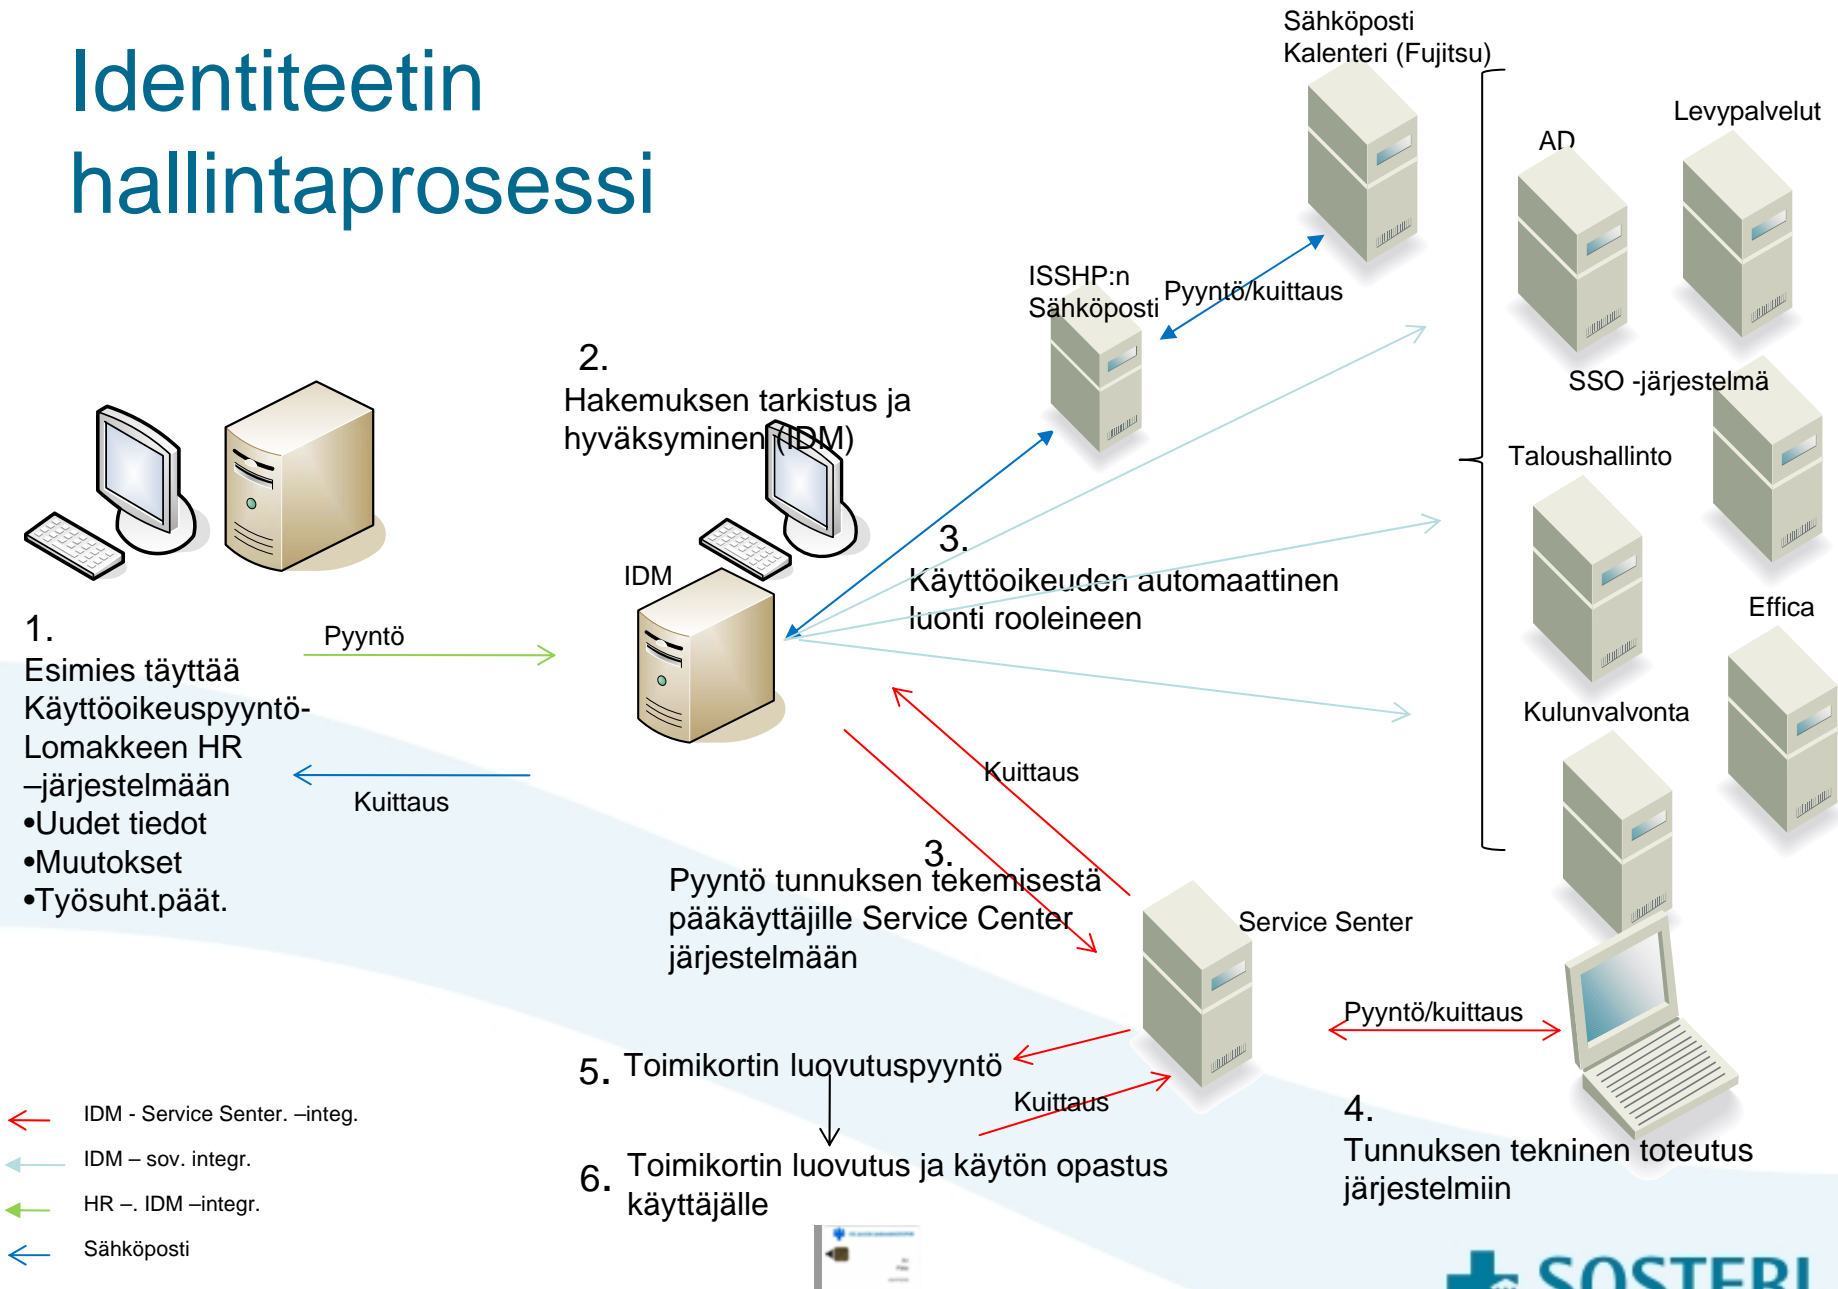 Identiteetin
hallintaprosessi
Sähköposti
Kalenteri (Fujitsu)
Levypalvelut
AD
ISSHP:n
Sähköposti
Pyyntö/kuittaus
2.
Hakemuksen tarkistus ja
hyväksyminen (IDM)
SSO -järjestelmä
Taloushallinto
3.
Käyttöoikeuden automaattinen
luonti rooleineen
IDM
Effica
1.
Esimies täyttää
Käyttöoikeuspyyntö-
Lomakkeen HR
–järjestelmään
•Uudet tiedot
•Muutokset
•Työsuht.päät.
Pyyntö
Kuittaus
Kulunvalvonta
Kuittaus
3.
Pyyntö tunnuksen tekemisestä
pääkäyttäjille Service Center
järjestelmään
Service Senter
Pyyntö/kuittaus
5. Toimikortin luovutuspyyntö
Kuittaus
4.
Tunnuksen tekninen toteutus
järjestelmiin
6. Toimikortin luovutus ja käytön opastus
käyttäjälle
IDM - Service Senter. –integ.
IDM – sov. integr.
HR –. IDM –integr.
Sähköposti
SOSTERI